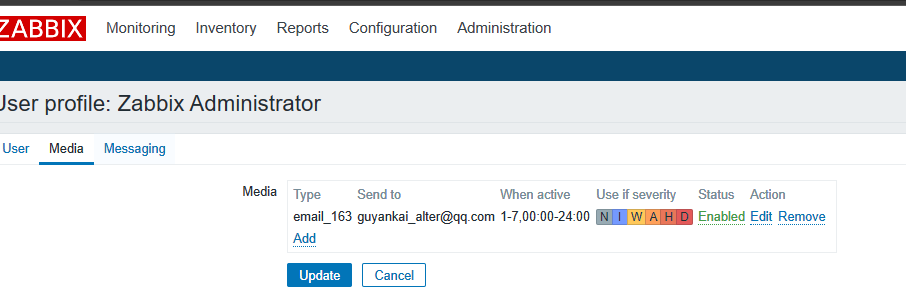 ZABBIX Monitoring Inventory Reports Configuration Administration
User profile: Zabbix Administrator
User Media Messaging
Media Type Send to When active Use if severity Status Action
email_163 guyankai_alter@qq.com 1-7,00:00-24:00 N I W A H D Enabled Edit Remove
Add
Update Cancel